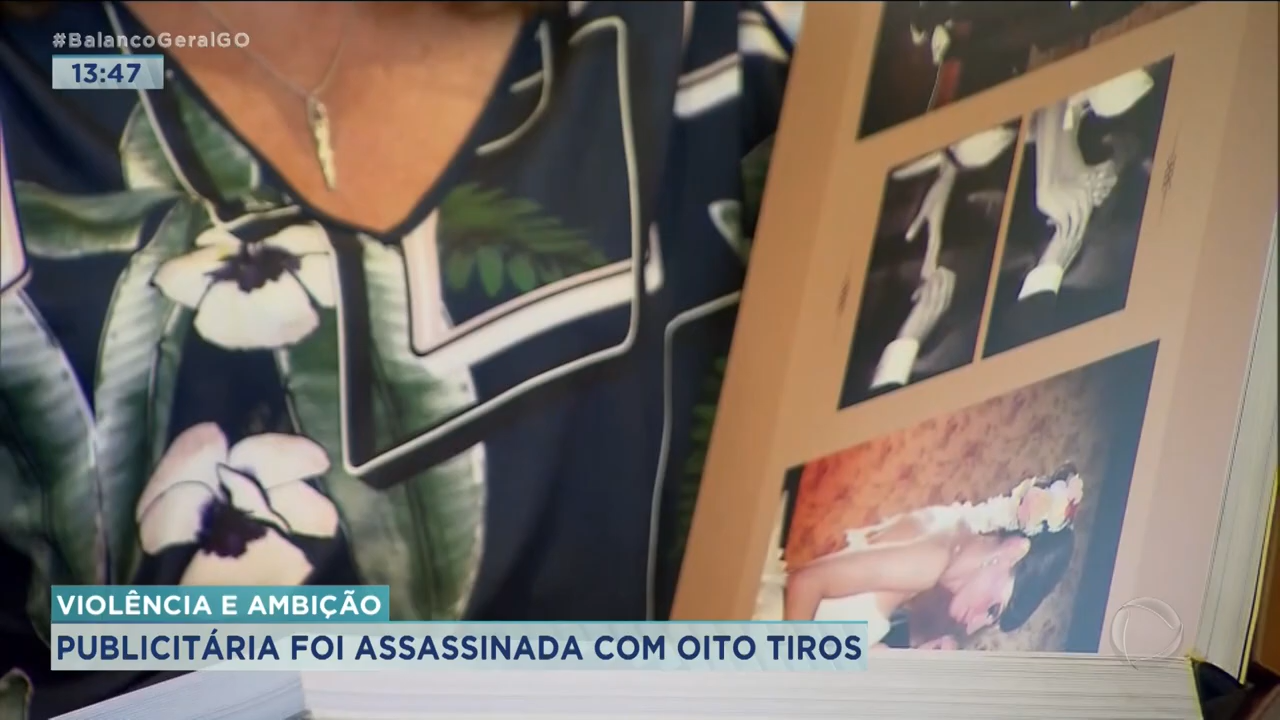 #BalancoGeralGO
13:47
VIOLÊNCIA E AMBIÇÃO
PUBLICITÁRIA FOI ASSASSINADA COM OITO TIROS